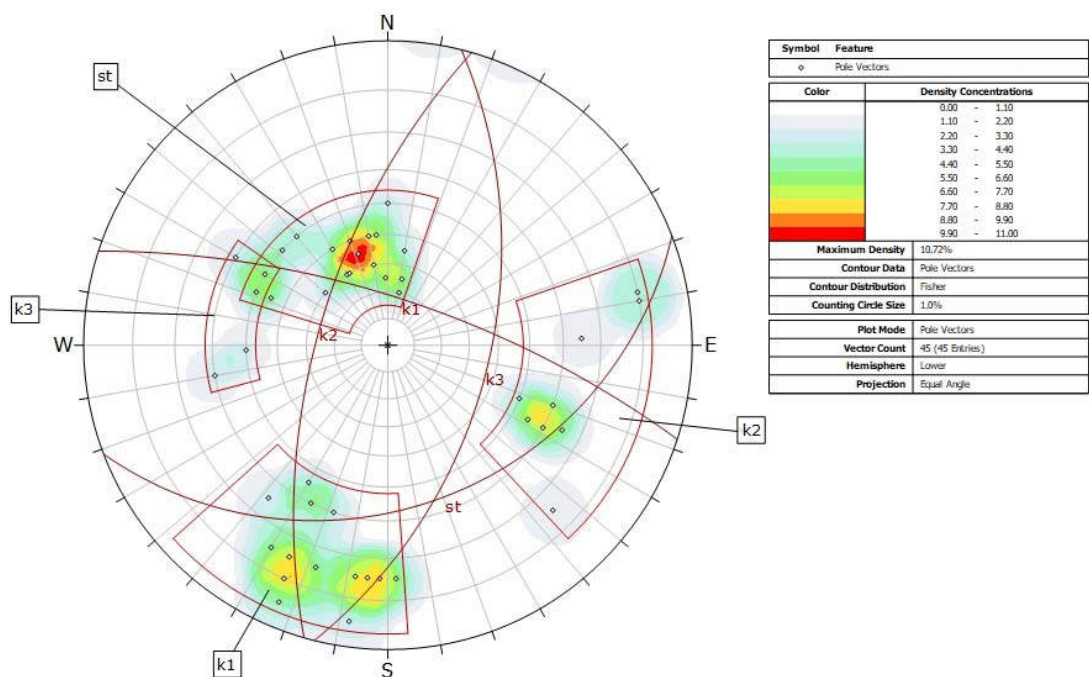 N
st
k3
W
k2
k1
k3
E
k2
st
k1
S
Symbol Feature
Pole Vectors
Color Density Concentrations
0.00 - 1.10
1.10 - 2.20
2.20 - 3.30
3.30 - 4.40
4.40 - 5.50
5.50 - 6.60
6.60 - 7.70
7.70 - 8.80
8.80 - 9.90
9.90 - 11.00
Maximum Density 10.72%
Contour Data Pole Vectors
Contour Distribution Fisher
Counting Circle Size 1.0%
Plot Mode Pole Vectors
Vector Count 45 (45 Entries)
Hemisphere Lower
Projection Equal Angle